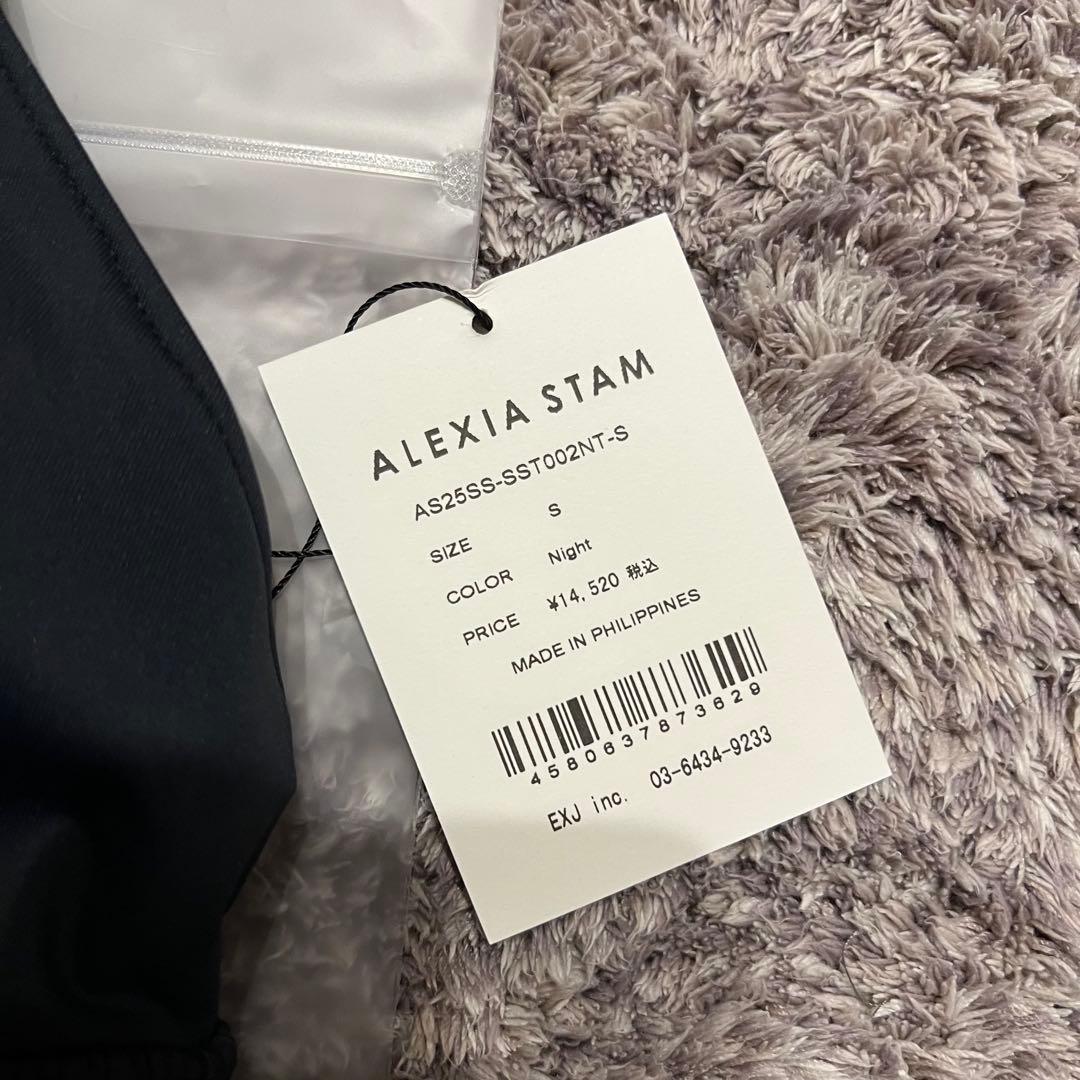 ALEXIA STAM
AS25SS-SST002NT-S
SIZE S
COLOR Night
PRICE ¥14,520 税込
MADE IN PHILIPPINES
4580637873629
EXJ inc. 03-6434-9233